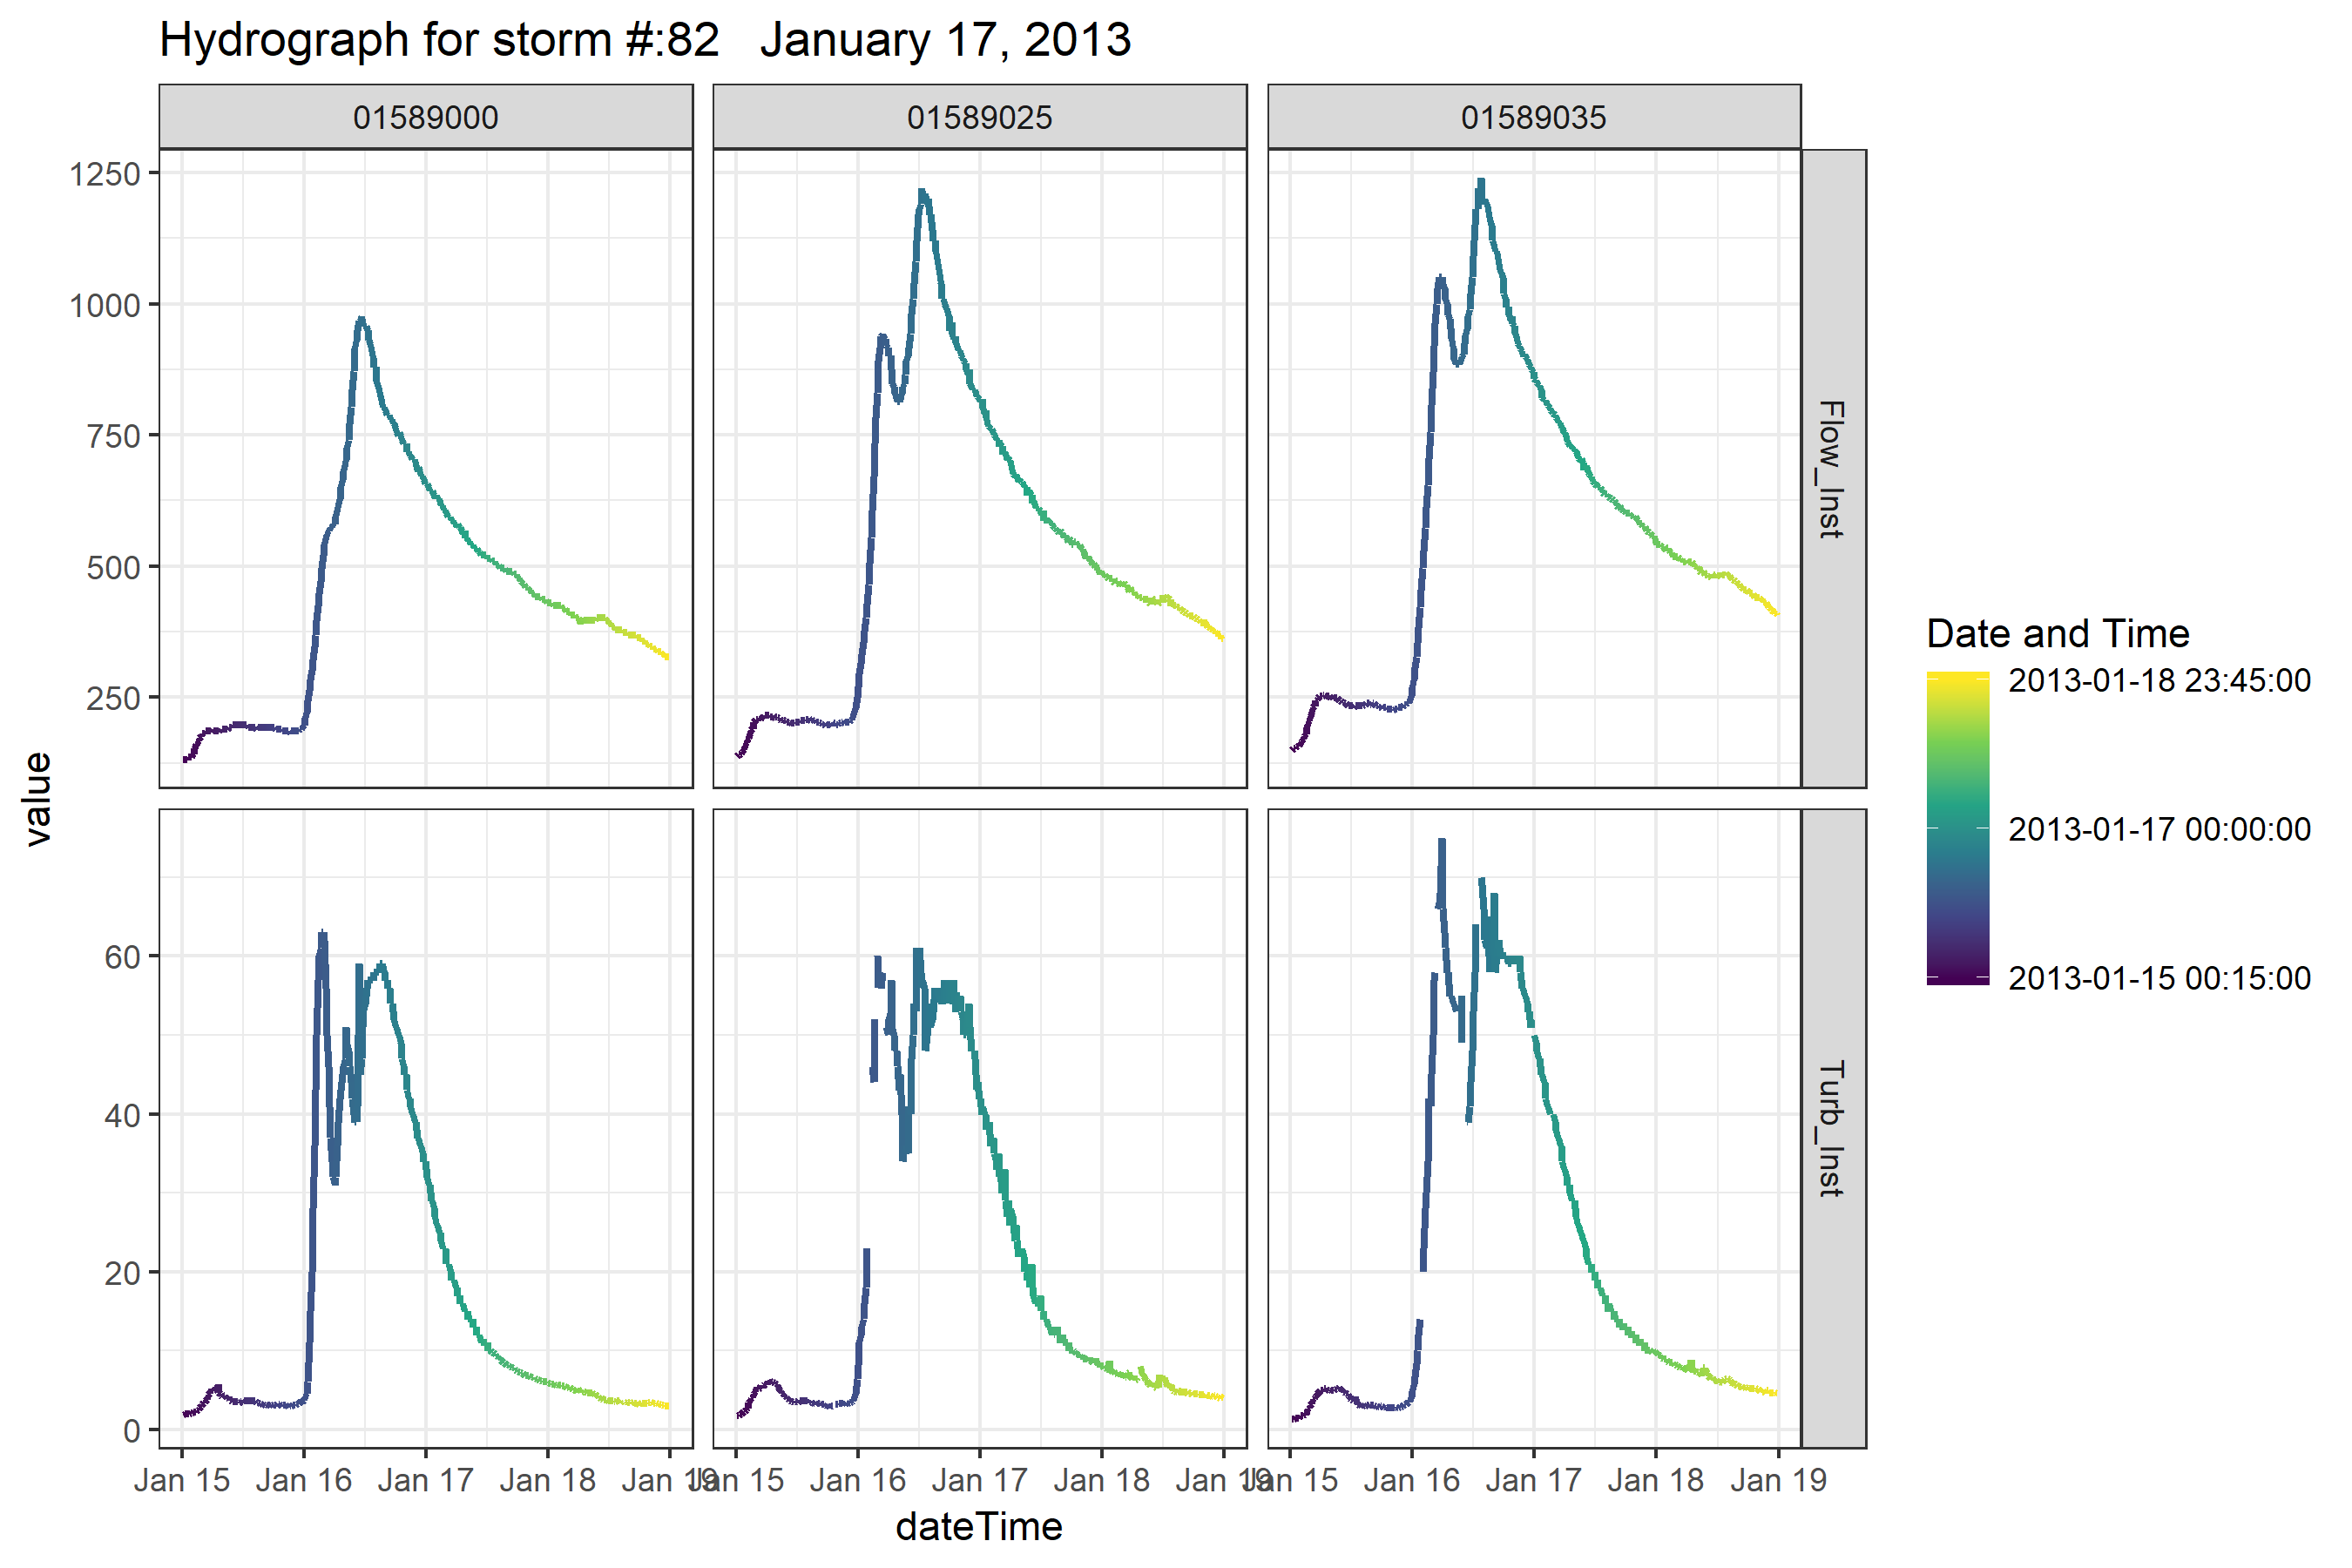 Hydrograph for storm #:82   January 17, 2013
01589000
01589025
01589035
1250
1000
750
500
250
Flow_Inst
60
40
20
0
Turb_Inst
value
Jan 15
Jan 16
Jan 17
Jan 18
Jan 19
Jan 15
Jan 16
Jan 17
Jan 18
Jan 19
Jan 15
Jan 16
Jan 17
Jan 18
Jan 19
dateTime
Date and Time
2013-01-18 23:45:00
2013-01-17 00:00:00
2013-01-15 00:15:00